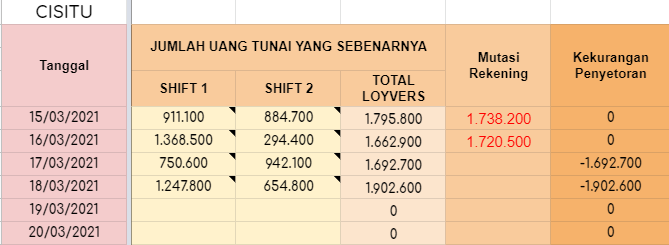 CISITU
Tanggal JUMLAH UANG TUNAI YANG SEBENARNYA Mutasi Rekening Kekurangan Penyetoran
SHIFT 1 SHIFT 2 TOTAL LOYVERS
15/03/2021 911.100 884.700 1.795.800 1.738.200 0
16/03/2021 1.368.500 294.400 1.662.900 1.720.500 0
17/03/2021 750.600 942.100 1.692.700 -1.692.700
18/03/2021 1.247.800 654.800 1.902.600 -1.902.600
19/03/2021 0 0
20/03/2021 0 0